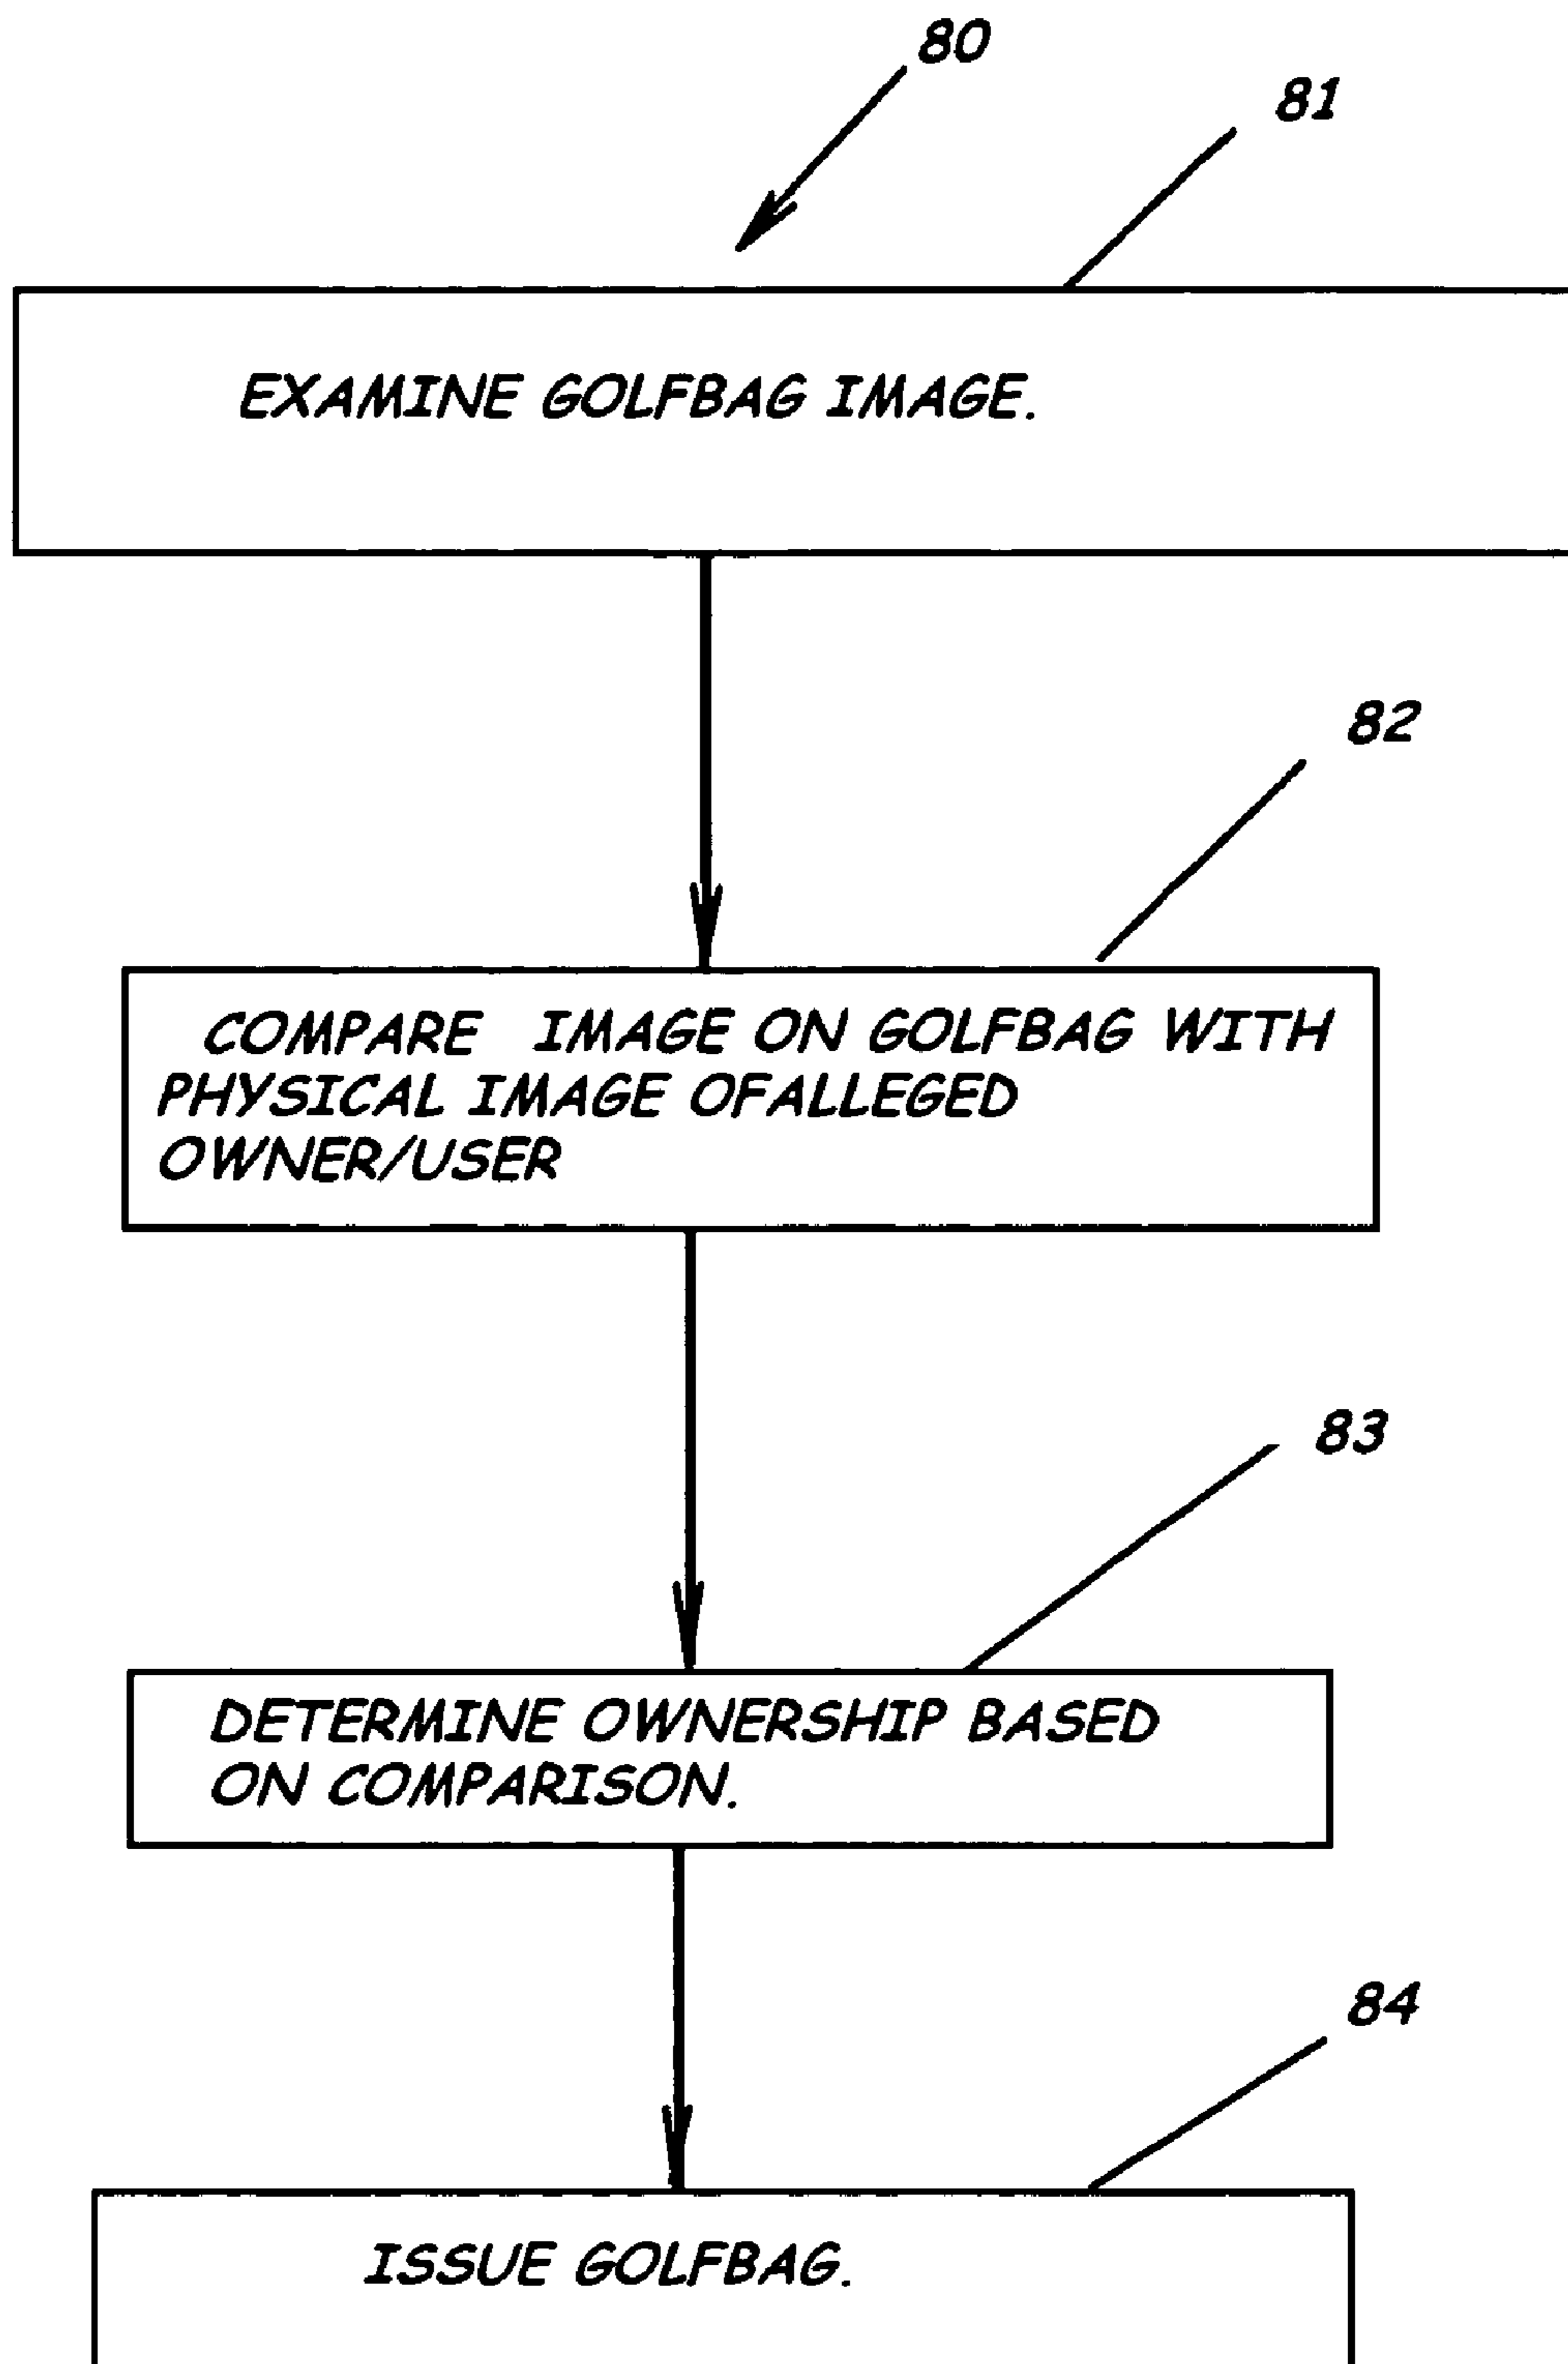 80
81
EXAMINE GOLFBAG IMAGE.
82
COMPARE IMAGE ON GOLFBAG WITH
PHYSICAL IMAGE OFALLEGED
OWNER/USER
83
DETERMINE OWNERSHIP BASED
ON COMPARISON.
84
ISSUE GOLFBAG.